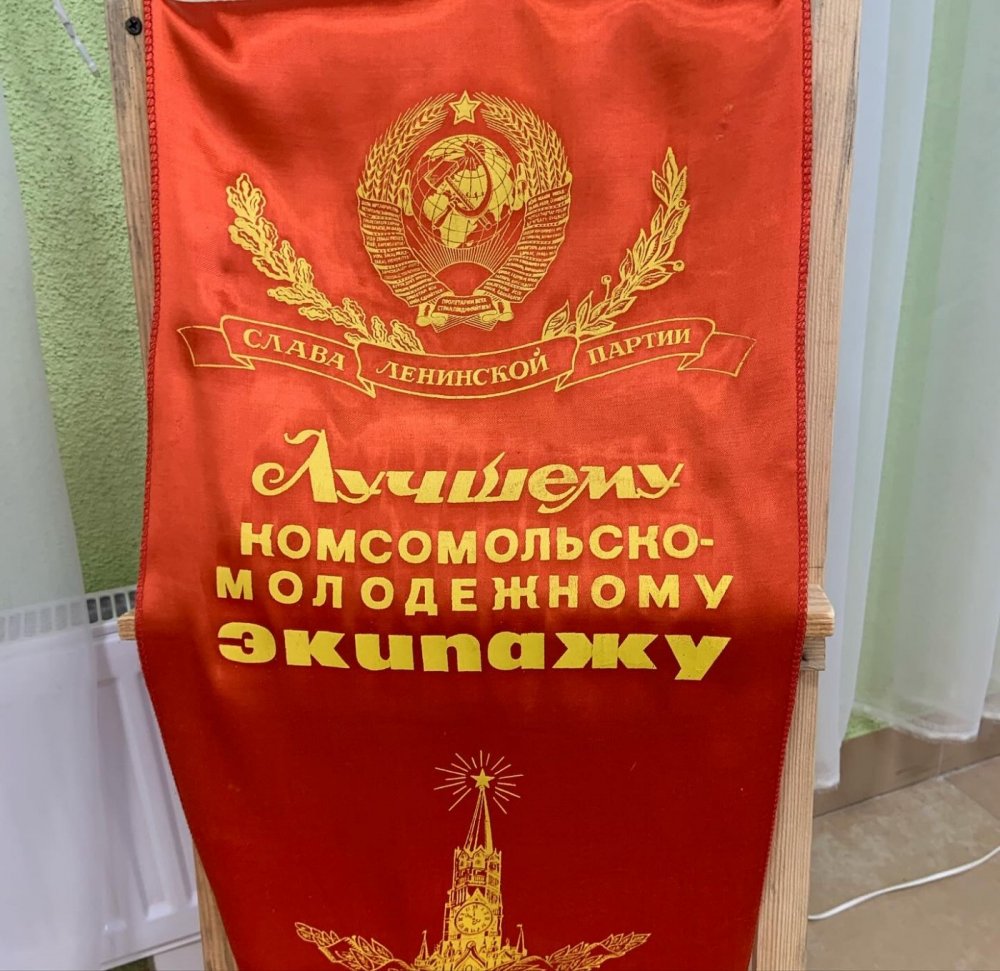 СЛАВА ЛЕНИНСКОЙ ПАРТИИ
Лучшему
КОМСОМОЛЬСКО-
МОЛОДЕЖНОМУ
экипажу